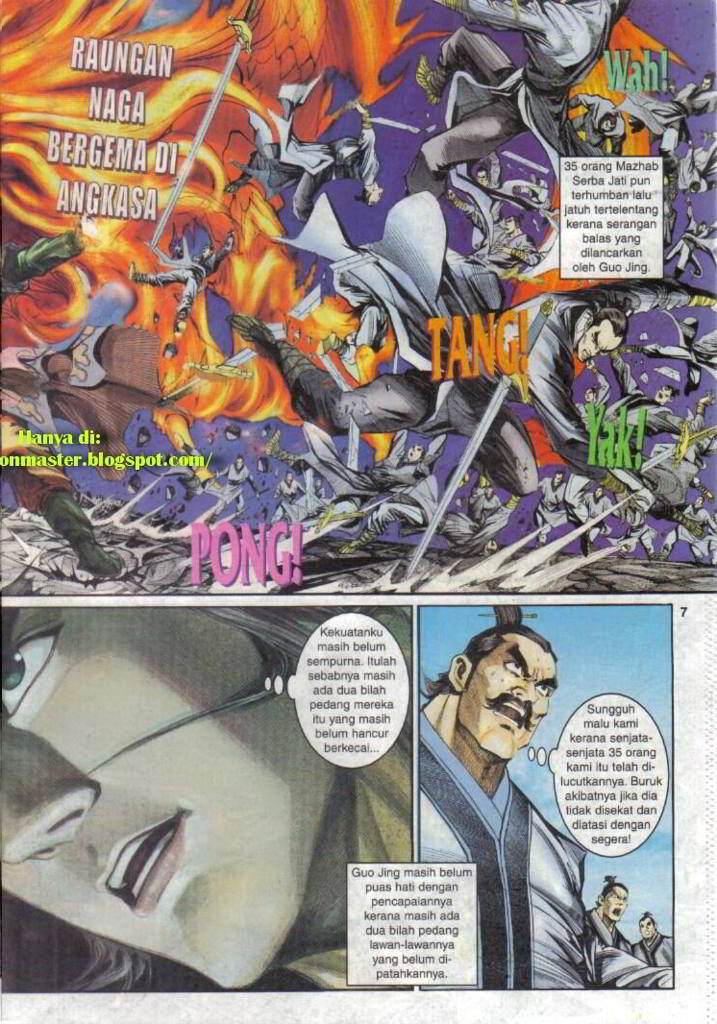 RAUNGAN
NAGA
BERGEMA DI
ANGKASA
Wah!
35 orang Mazhab
Serba Jati pun
terhumban lalu
jatuh tertelentang
kerana serangan
balas yang
dilancarkan
oleh Guo Jing.
TANG!
Yak!
Hanya di:
onmaster.blogspot.com/
PONG!
7
Kekuatanku
masih belum
sempurna. Itulah
sebabnya masih
ada dua bilah
pedang mereka
itu yang masih
belum hancur
berkecai...
Sungguh
malu kami
kerana senjata-
senjata 35 orang
kami itu telah di-
lucutkannya. Buruk
akibatnya jika dia
tidak disekat dan
diatasi dengan
segera!
Guo Jing masih belum
puas hati dengan
pencapaiannya
kerana masih ada
dua bilah pedang
lawan-lawannya
yang belum di-
patahkannya.